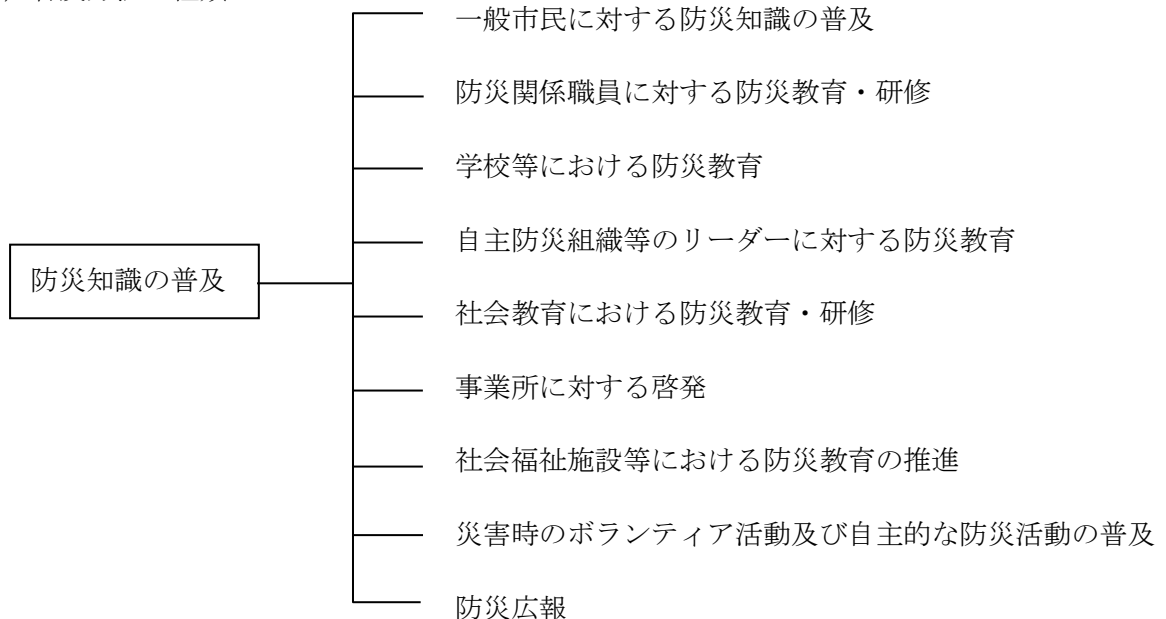 一般市民に対する防災知識の普及
防災関係職員に対する防災教育・研修
学校等における防災教育
自主防災組織等のリーダーに対する防災教育
防災知識の普及
社会教育における防災教育・研修
事業所に対する啓発
社会福祉施設等における防災教育の推進
災害時のボランティア活動及び自主的な防災活動の普及
防災広報